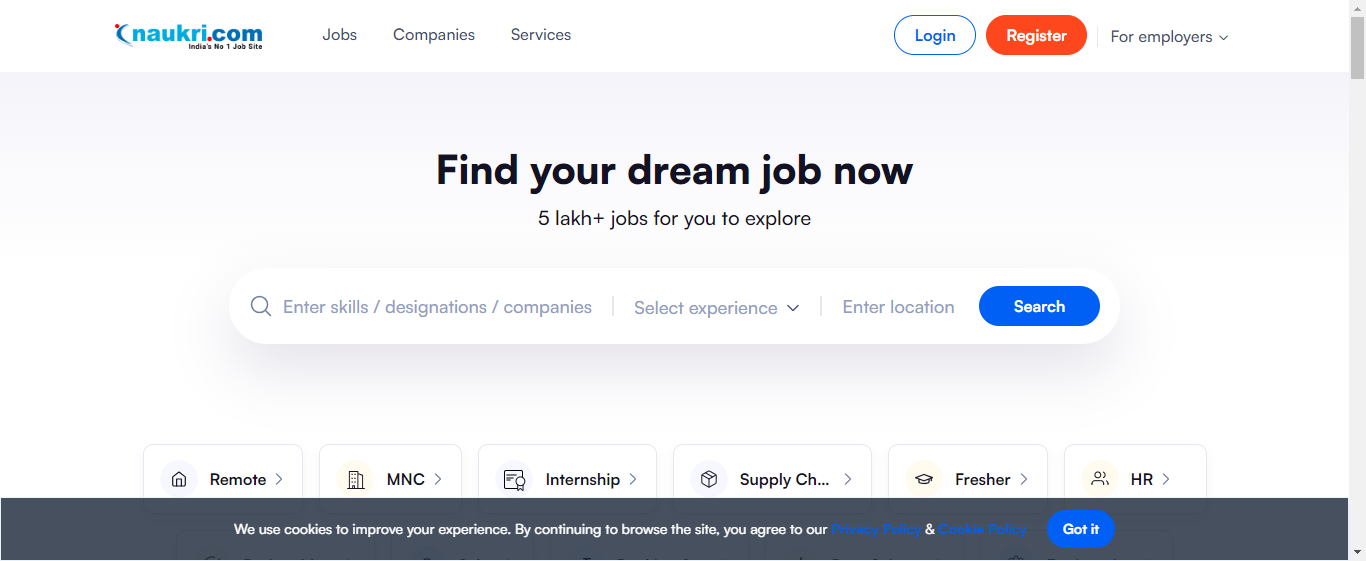 naukri.com
India's No 1 Job Site
Jobs Companies Services
Login Register For employers
Find your dream job now
5 lakh+ jobs for you to explore
Enter skills / designations / companies Select experience Enter location Search
Remote MNC Internship Supply Ch... Fresher HR
We use cookies to improve your experience. By continuing to browse the site, you agree to our Privacy Policy & Cookie Policy Got it